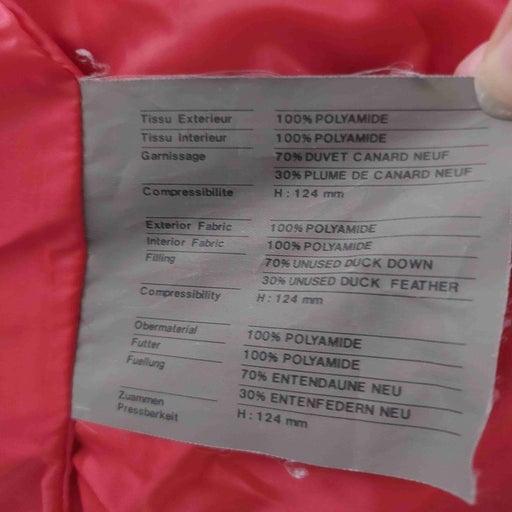 Tissu Exterieur 100% POLYAMIDE
Tissu Interieur 100% POLYAMIDE
Garnissage 70% DUVET CANARD NEUF
30% PLUME DE CANARD NEUF
Compressibilite H : 124 mm
Exterior Fabric 100% POLYAMIDE
Interior Fabric 100% POLYAMIDE
Filling 70% UNUSED DUCK DOWN
30% UNUSED DUCK FEATHER
Compressibility H : 124 mm
Obermaterial 100% POLYAMIDE
Futter 100% POLYAMIDE
Fuellung 70% ENTENDAUNE NEU
30% ENTENFEDERN NEU
Zuammen
Pressbarkeit H : 124 mm